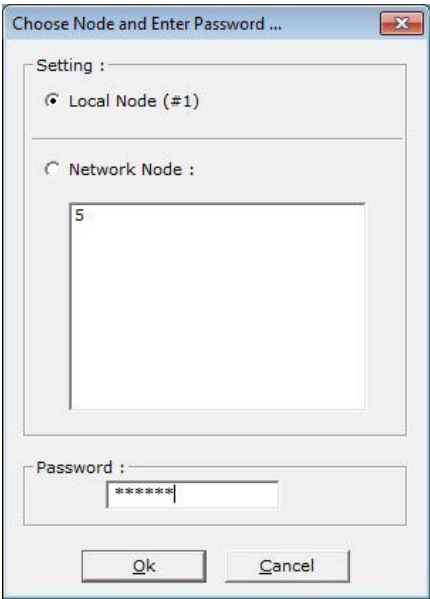 Choose Node and Enter Password ...
Setting :
Local Node (#1)
Network Node :
5
Password :
******
Ok
Cancel